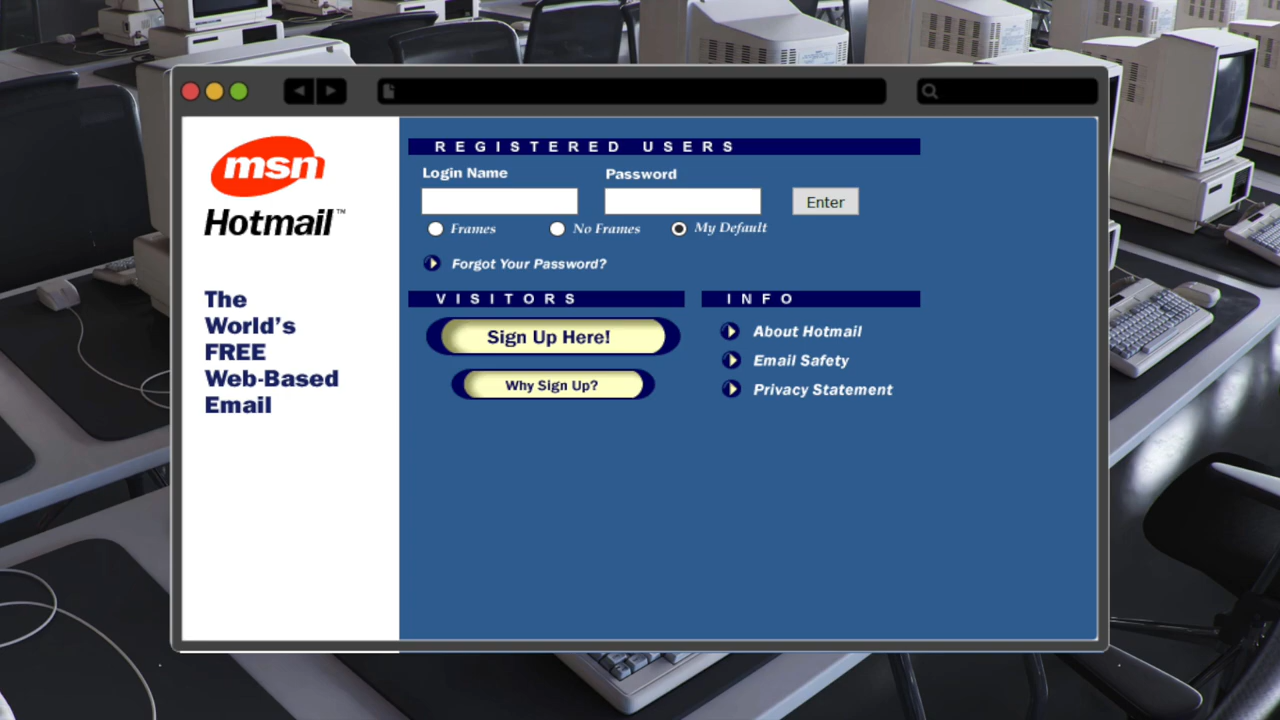 msn
Hotmail™
The
World's
FREE
Web-Based
Email
REGISTERED USERS
Login Name Password
Enter
Frames No Frames My Default
Forgot Your Password?
VISITORS
Sign Up Here!
Why Sign Up?
INFO
About Hotmail
Email Safety
Privacy Statement